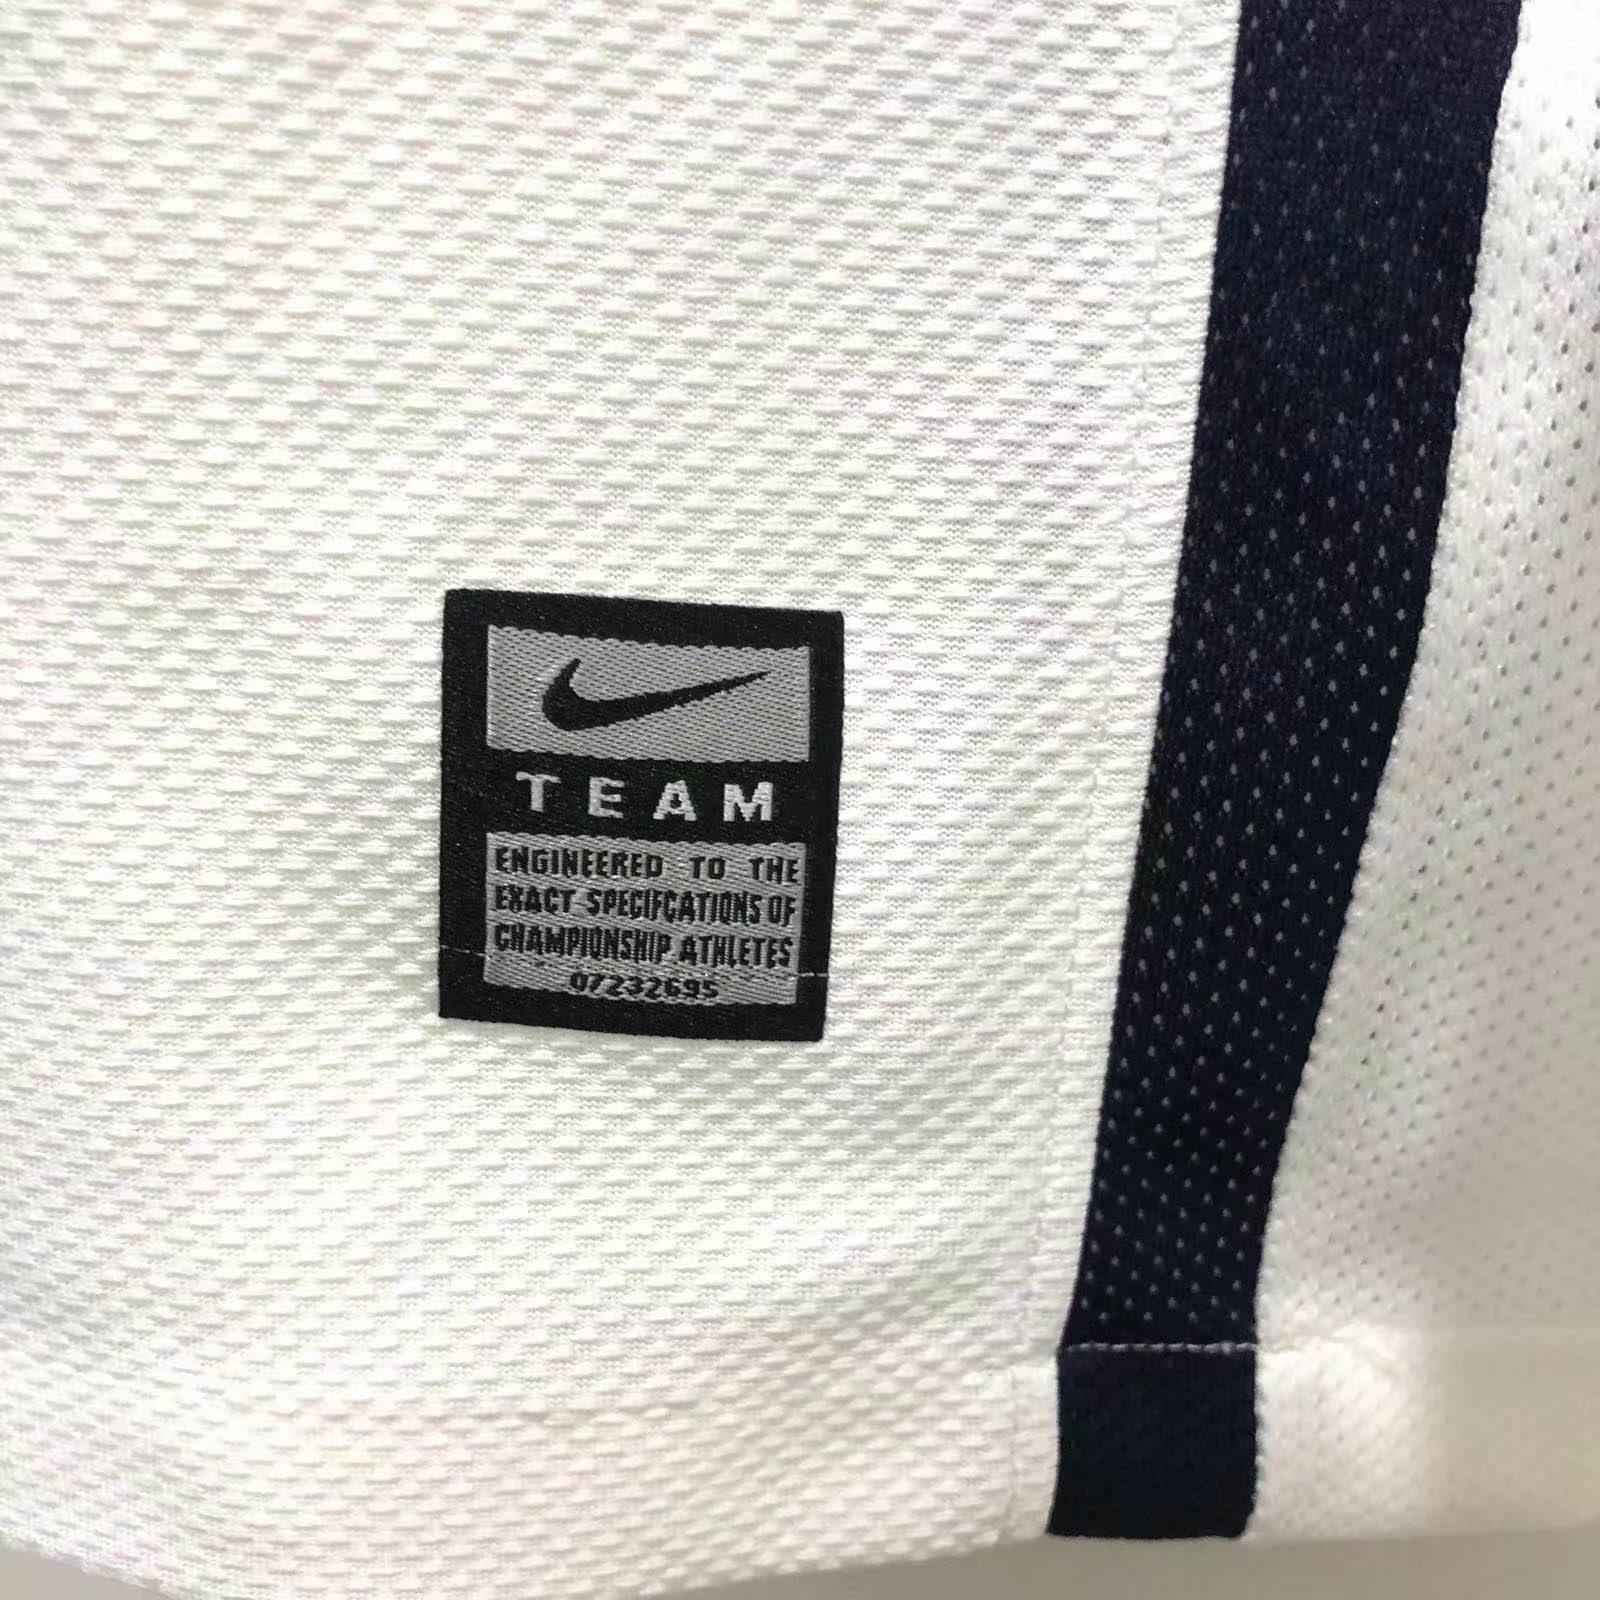 TEAM
ENGINEERED TO THE
EXACT SPECIFCATIONS OF
CHAMPIONSHIP ATHLETES
07232695